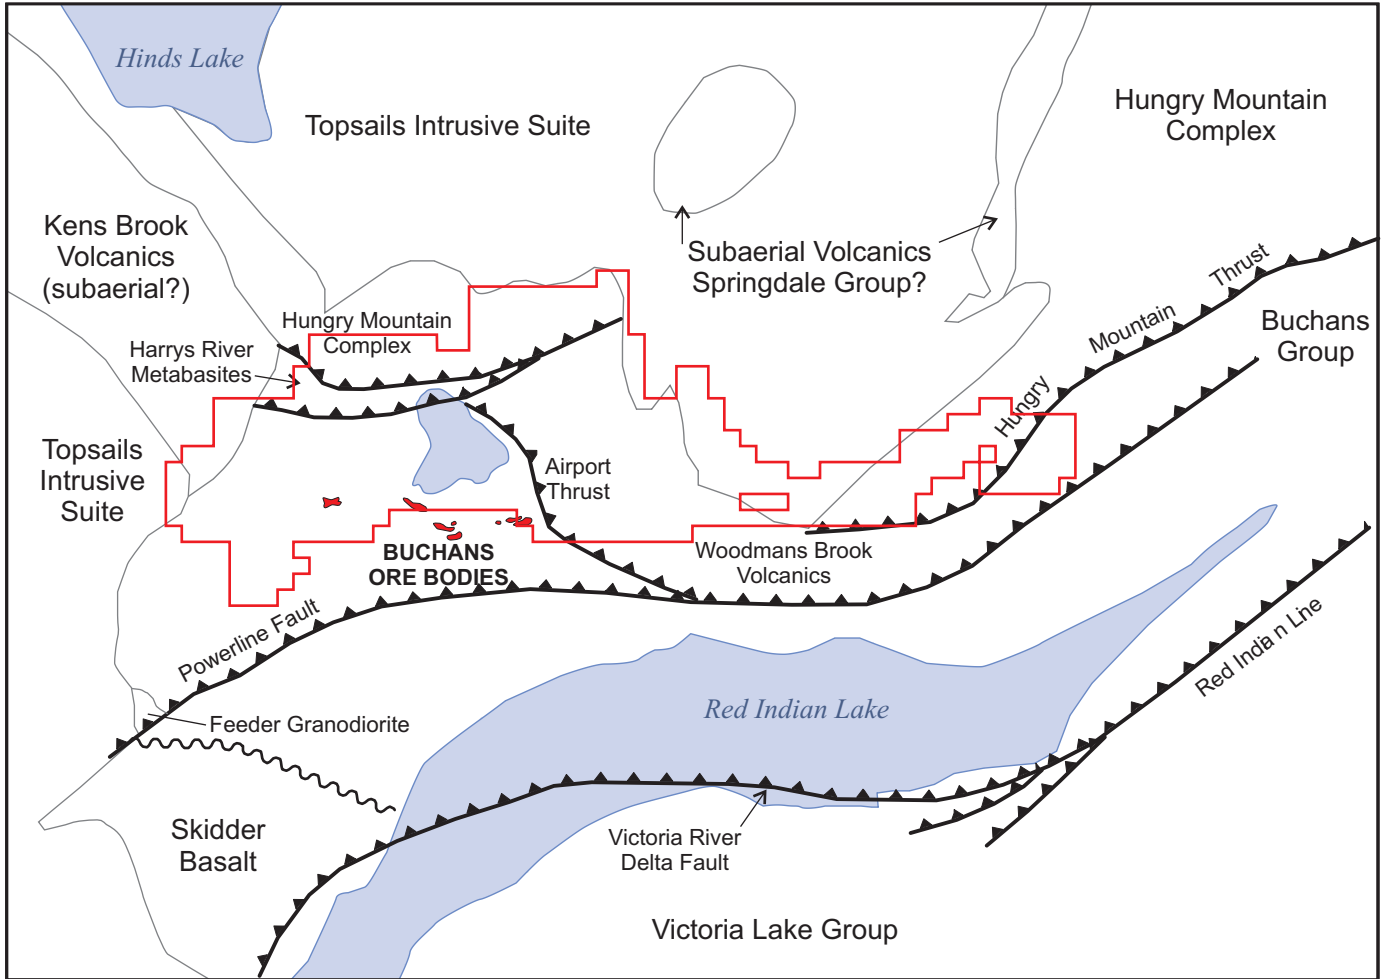 Hinds Lake
Topsails Intrusive Suite
Hungry Mountain
Complex
Kens Brook
Volcanics
(subaerial?)
Subaerial Volcanics
Springdale Group?
Hungry Mountain Thrust
Buchans
Group
Hungry Mountain
Complex
Harrys River
Metabasites
Topsails
Intrusive
Suite
Airport
Thrust
BUCHANS
ORE BODIES
Woodmans Brook
Volcanics
Powerline Fault
Red Indian Lne
Red Indian Lake
Feeder Granodiorite
Skidder
Basalt
Victoria River
Delta Fault
Victoria Lake Group